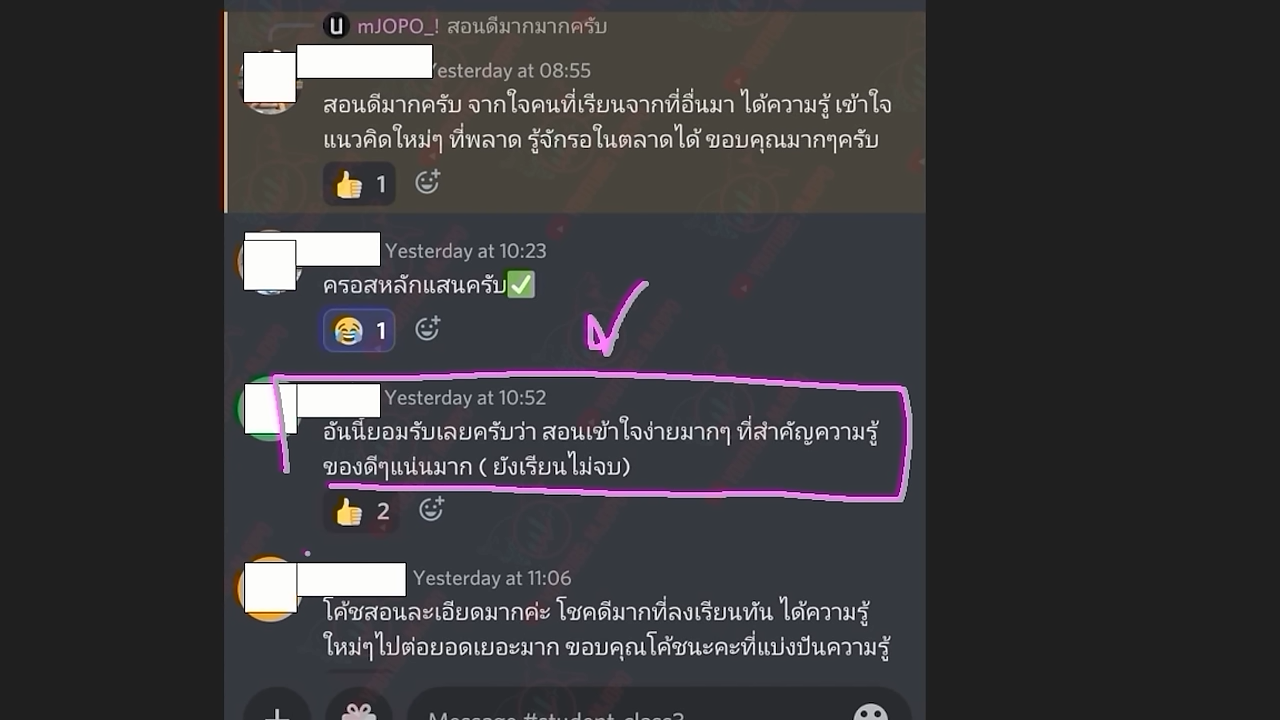 mJOPO_! สอนดีมากมากครับ
Yesterday at 08:55
สอนดีมากครับ จากใจคนที่เรียนจากที่อื่นมา ได้ความรู้ เข้าใจ
แนวคิดใหม่ๆ ที่พลาด รู้จักรอในตลาดได้ ขอบคุณมากๆครับ
1
Yesterday at 10:23
ครอสหลักแสนครับ✅
1
Yesterday at 10:52
อันนี้ยอมรับเลยครับว่า สอนเข้าใจง่ายมากๆ ที่สำคัญความรู้
ของดีๆแน่นมาก ( ยังเรียนไม่จบ)
2
Yesterday at 11:06
โค้ชสอนละเอียดมากค่ะ โชคดีมากที่ลงเรียนทัน ได้ความรู้
ใหม่ๆไปต่อยอดเยอะมาก ขอบคุณโค้ชนะคะที่แบ่งปันความรู้
Message #student-class3